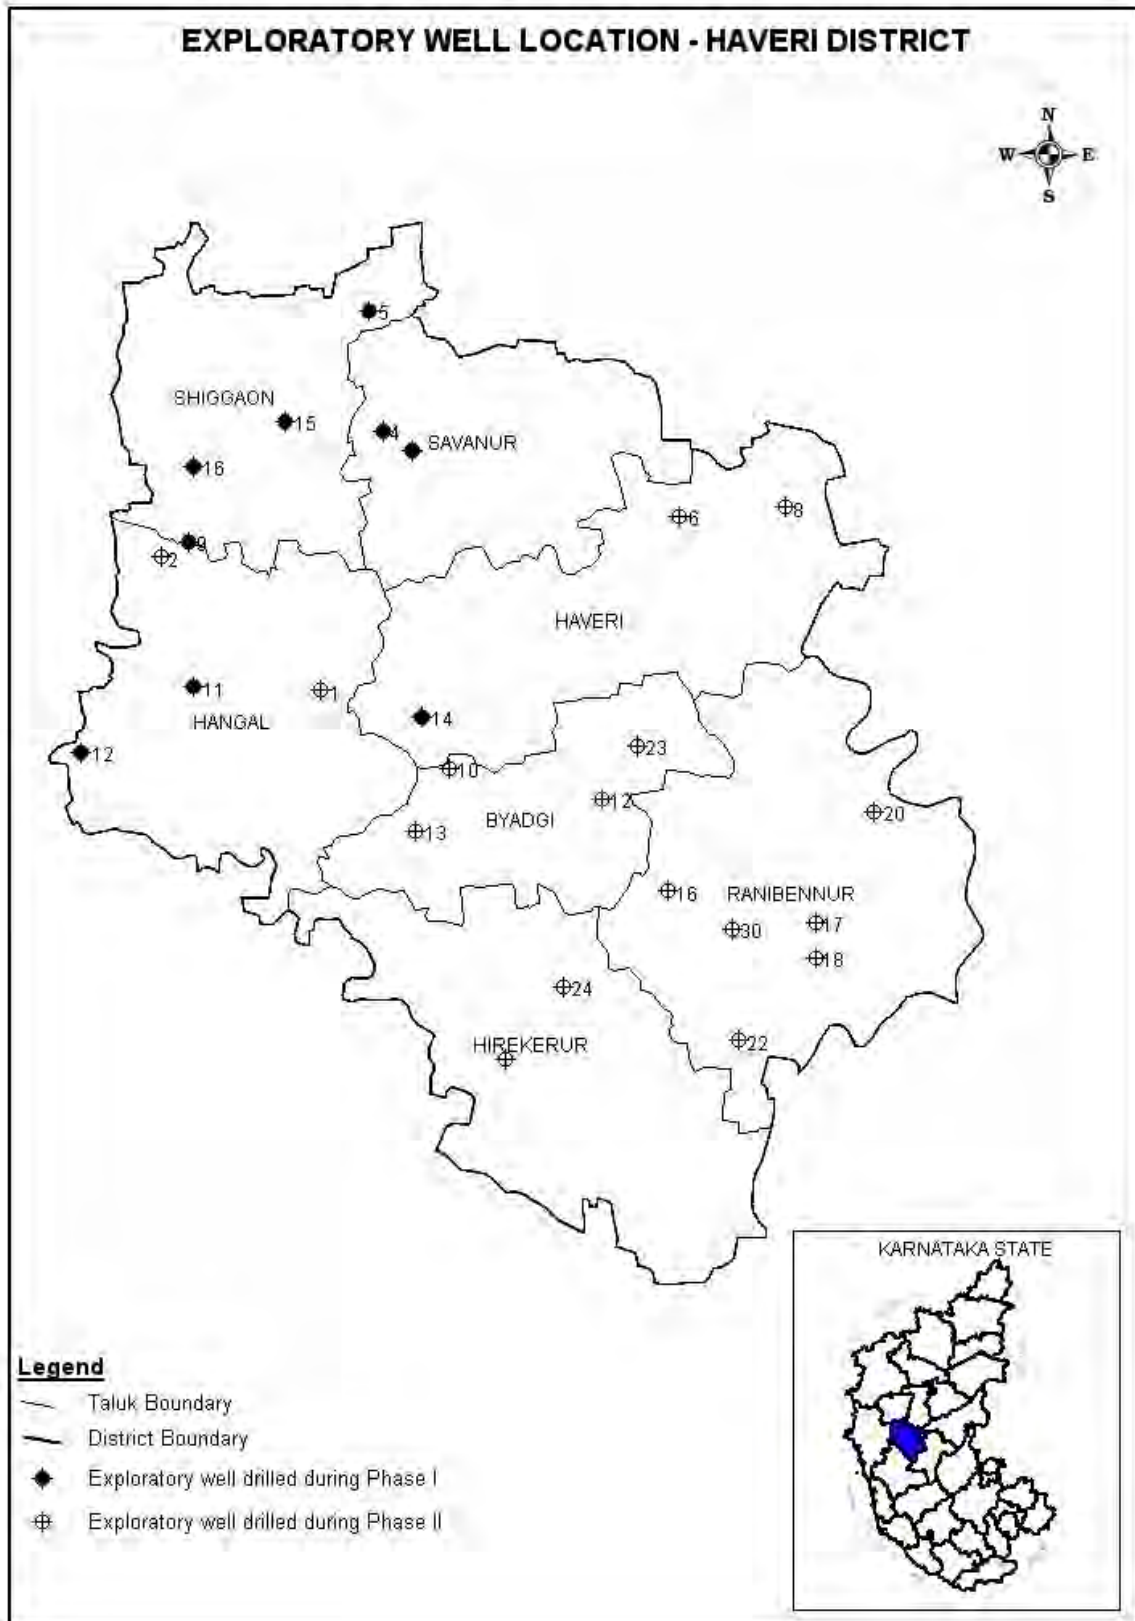 EXPLORATORY WELL LOCATION - HAVERI DISTRICT
N
W E
S
5
SHIGGAON
15
4
SAVANUR
16
6
8
9
2
HAVERI
11
1
HANGAL
14
12
23
10
12
BYADGI
20
13
16
RANIBENNUR
30
17
18
24
22
HIREKERUR
KARNATAKA STATE
Legend
Taluk Boundary
District Boundary
Exploratory well drilled during Phase I
Exploratory well drilled during Phase II